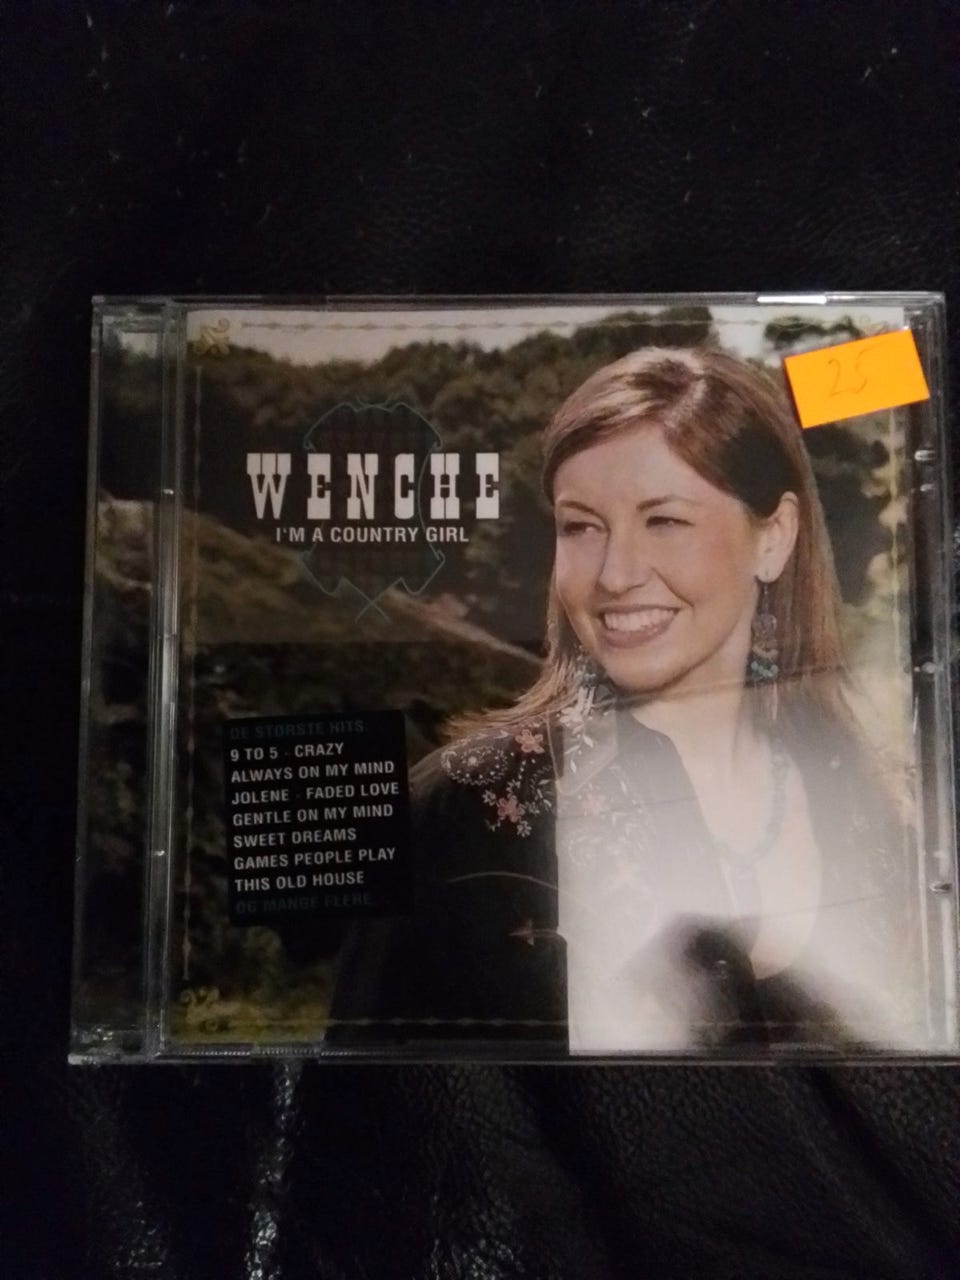 25
WENCHE
I'M A COUNTRY GIRL
DE STØRSTE HITS:
9 TO 5 - CRAZY
ALWAYS ON MY MIND
JOLENE - FADED LOVE
GENTLE ON MY MIND
SWEET DREAMS
GAMES PEOPLE PLAY
THIS OLD HOUSE
OG MANGE FLERE